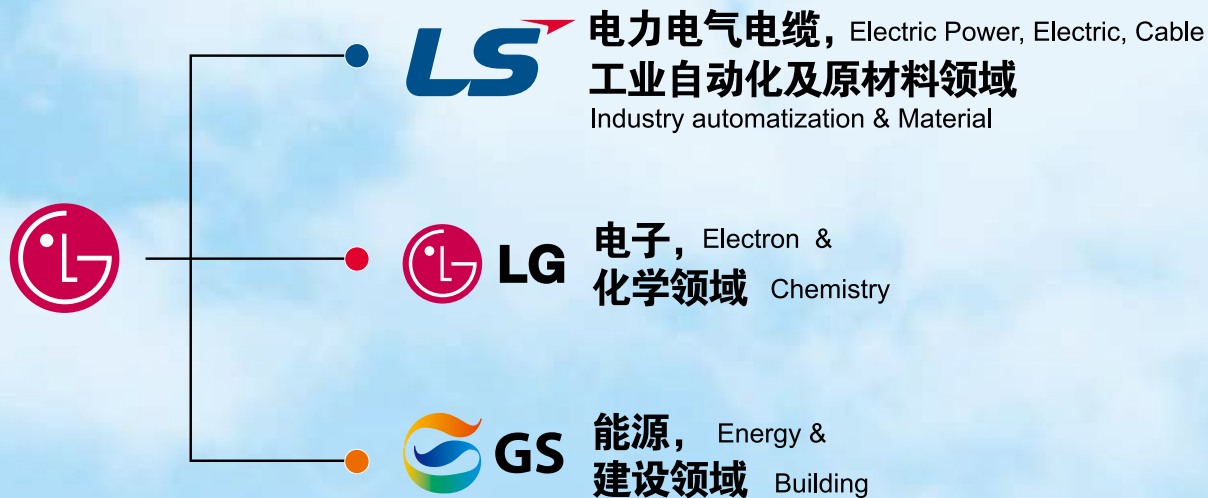 LS 电力电气电缆, Electric Power, Electric, Cable
工业自动化及原材料领域
Industry automatization & Material
LG 电子, Electron &
化学领域 Chemistry
GS 能源, Energy &
建设领域 Building